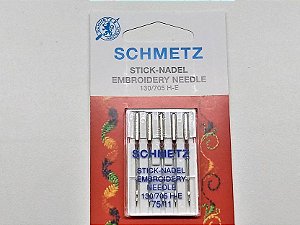 SCHMETZ
STICK-NADEL
EMBROIDERY NEEDLE
130/705 H-E
SCHMETZ
STICK-NADEL
EMBROIDERY
NEEDLE
130/705 H-E
75/11